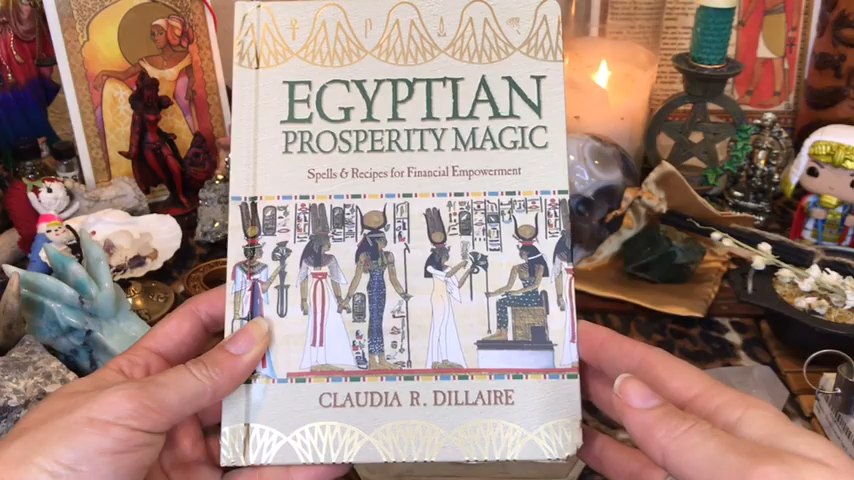 EGYPTIAN
PROSPERITY MAGIC
Spells & Recipes for Financial Empowerment
CLAUDIA R. DILLAIRE